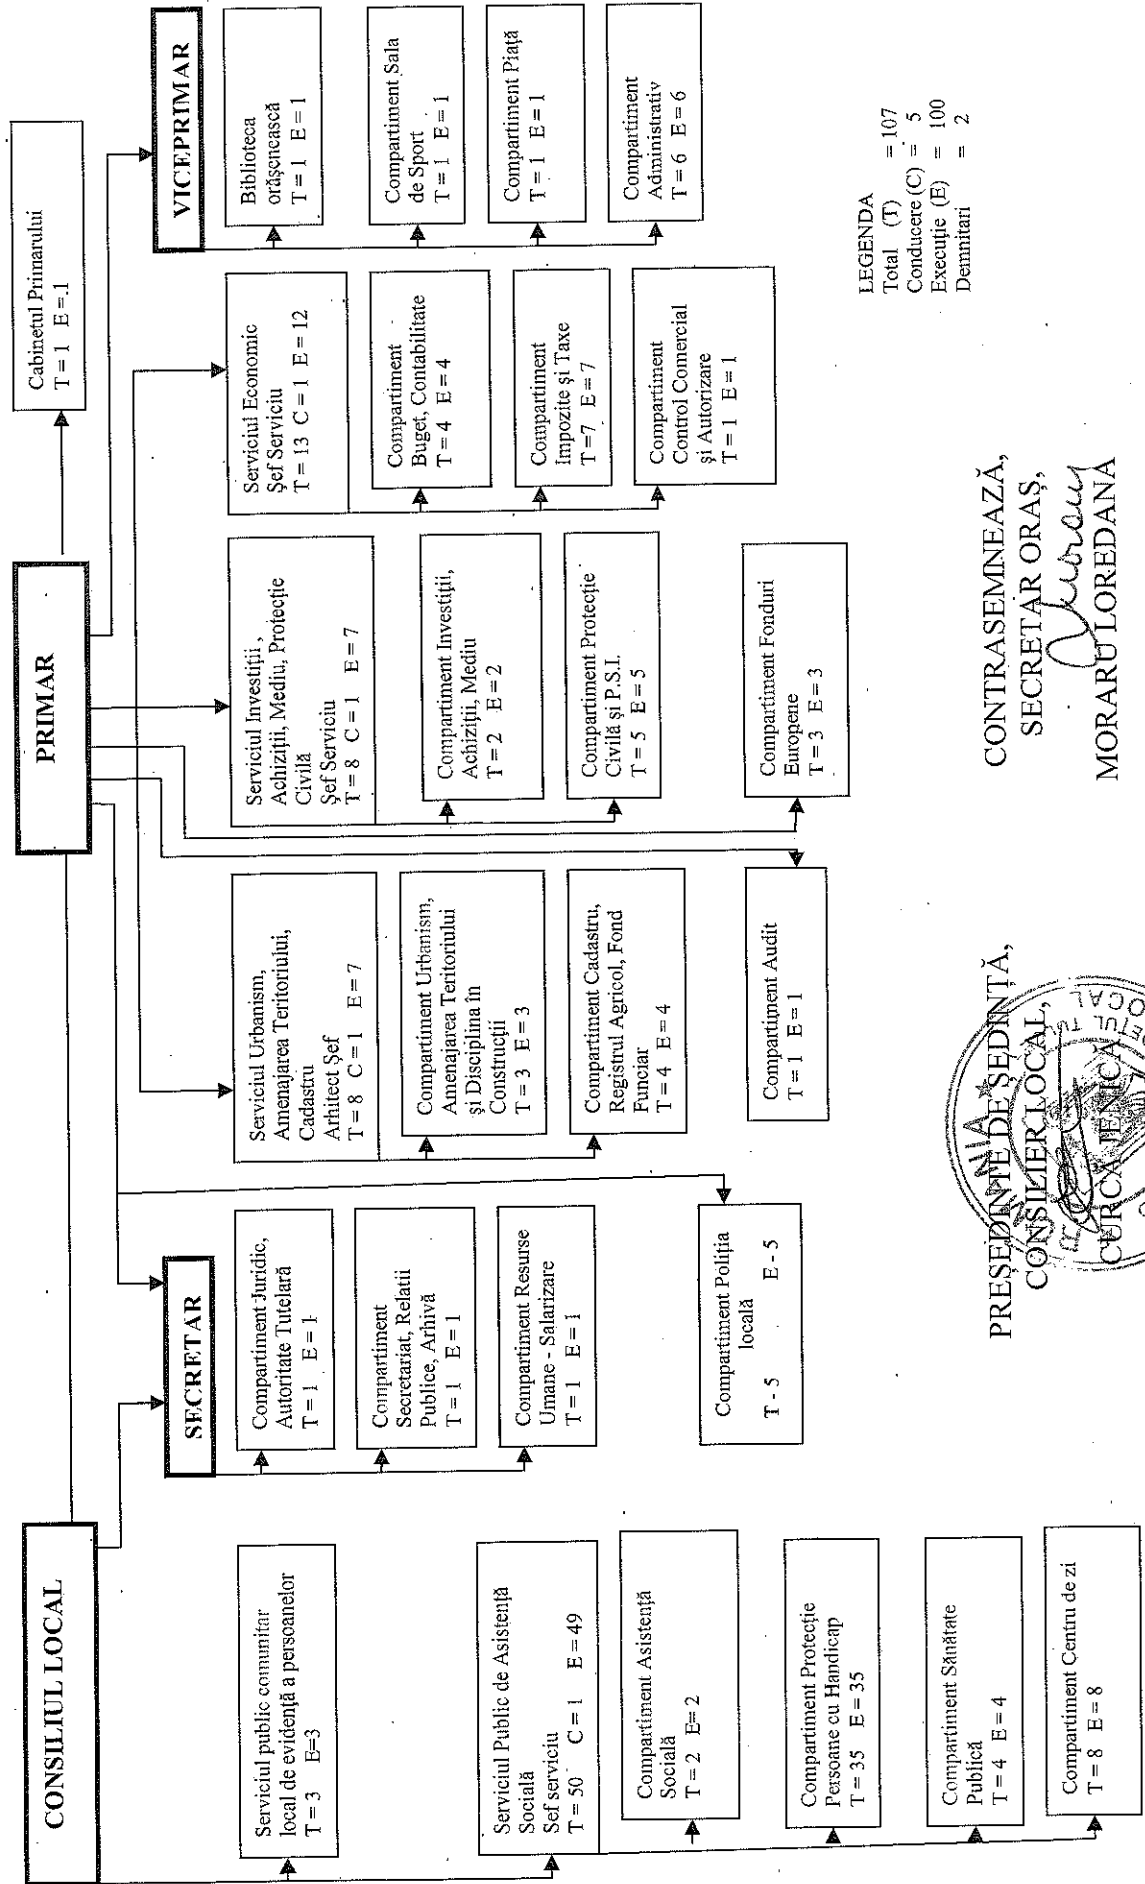 CONSILIUL LOCAL
PRIMAR
Cabinetul Primarului
T = 1 E =.1
SECRETAR
VICEPRIMAR
Serviciul public comunitar
local de evidență a persoanelor
T = 3 E=3
Serviciul Public de Asistență
Socială
Sef serviciu
T = 50 C = 1 E = 49
Compartiment Asistență
Socială
T = 2 E= 2
Compartiment Protecție
Persoane cu Handicap
T = 35 E = 35
Compartiment Sănătate
Publică
T = 4 E = 4
Compartiment Centru de zi
T = 8 E = 8
Compartiment Juridic,
Autoritate Tutelară
T = 1 E = 1
Compartiment
Secretariat, Relatii
Publice, Arhivă
T = 1 E = 1
Compartiment Resurse
Umane - Salarizare
T = 1 E = 1
Compartiment Poliția
locală
T - 5 E - 5
Serviciul Urbanism,
Amenajarea Teritoriului,
Cadastru
Arhitect Șef
T = 8 C = 1 E = 7
Compartiment Urbanism,
Amenajarea Teritoriului
și Disciplina în
Construcții
T = 3 E = 3
Compartiment Cadastru,
Registrul Agricol, Fond
Funciar
T = 4 E = 4
Compartiment Audit
T = 1 E = 1
Serviciul Investiții ,
Achiziții, Mediu, Protecție
Civilă
Șef Serviciu
T = 8 C = 1 E = 7
Compartiment Investiții,
Achiziții, Mediu
T = 2 E = 2
Compartiment Protecție
Civilă și P.S.I.
T = 5 E = 5
Compartiment Fonduri
Europene
T = 3 E = 3
Serviciul Economic
Șef Serviciu
T = 13 C = 1 E = 12
Compartiment
Buget, Contabilitate
T = 4 E = 4
Compartiment
Impozite și Taxe
T =7 E = 7
Compartiment
Control Comercial
și Autorizare
T = 1 E = 1
Biblioteca
orășenească
T = 1 E = 1
Compartiment Sala
de Sport
T = 1 E = 1
Compartiment Piață
T = 1 E = 1
Compartiment
Administrativ
T = 6 E = 6
LEGENDA
Total (T) = 107
Conducere (C) = 5
Execuție (E) = 100
Demnitari = 2
PREȘEDINTE DE ȘEDINȚĂ,
CONSILIER LOCAL,
CURCĂ JENICĂ
CONTRASEMNEAZĂ,
SECRETAR ORAȘ,
MORARU LOREDANA